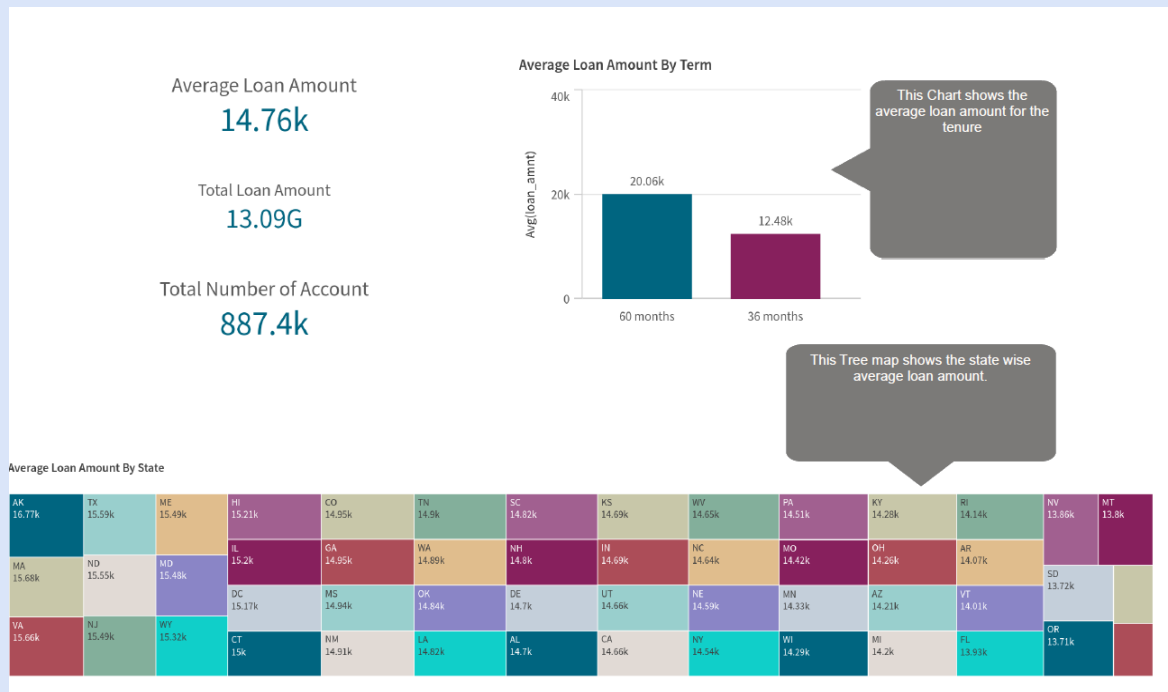 Average Loan Amount
14.76k
Total Loan Amount
13.09G
Total Number of Account
887.4k
Average Loan Amount By Term
40k
20k
0
Avg(loan_amnt)
20.06k
12.48k
60 months
36 months
This Chart shows the
average loan amount for the
tenure
This Tree map shows the state wise
average loan amount.
Average Loan Amount By State
AK
16.77k
MA
15.68k
VA
15.66k
TX
15.59k
ND
15.55k
NJ
15.49k
ME
15.49k
MD
15.48k
WY
15.32k
HI
15.21k
IL
15.2k
DC
15.17k
CT
15k
CO
14.95k
GA
14.95k
MS
14.94k
NM
14.91k
TN
14.9k
WA
14.89k
OK
14.84k
LA
14.82k
SC
14.82k
NH
14.8k
DE
14.7k
AL
14.7k
KS
14.69k
IN
14.69k
UT
14.66k
CA
14.66k
WV
14.65k
NC
14.64k
NE
14.59k
NY
14.54k
PA
14.51k
MO
14.42k
MN
14.33k
WI
14.29k
KY
14.28k
OH
14.26k
AZ
14.21k
MI
14.2k
RI
14.14k
AR
14.07k
VT
14.01k
FL
13.93k
NV
13.86k
MT
13.8k
SD
13.72k
OR
13.71k